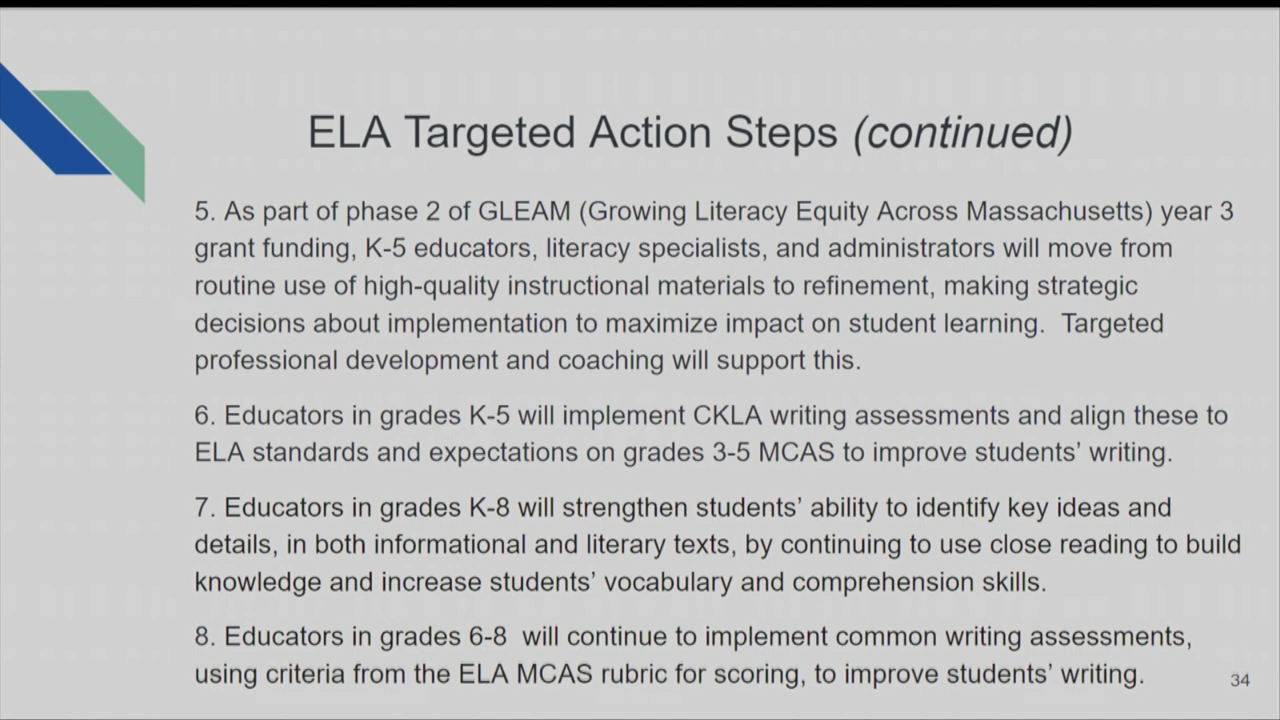 ELA Targeted Action Steps (continued)
5. As part of phase 2 of GLEAM (Growing Literacy Equity Across Massachusetts) year 3
grant funding, K-5 educators, literacy specialists, and administrators will move from
routine use of high-quality instructional materials to refinement, making strategic
decisions about implementation to maximize impact on student learning.  Targeted
professional development and coaching will support this.
6. Educators in grades K-5 will implement CKLA writing assessments and align these to
ELA standards and expectations on grades 3-5 MCAS to improve students’ writing.
7. Educators in grades K-8 will strengthen students’ ability to identify key ideas and
details, in both informational and literary texts, by continuing to use close reading to build
knowledge and increase students’ vocabulary and comprehension skills.
8. Educators in grades 6-8  will continue to implement common writing assessments,
using criteria from the ELA MCAS rubric for scoring, to improve students’ writing.
34